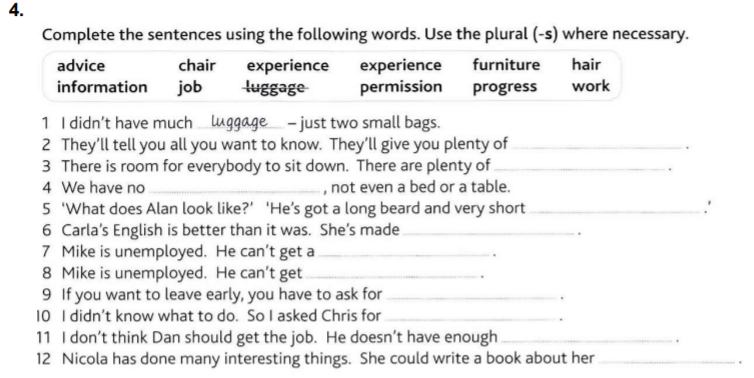 4.
Complete the sentences using the following words. Use the plural (-s) where necessary.
advice chair experience experience furniture hair
information job luggage permission progress work
1 I didn't have much luggage – just two small bags.
2 They'll tell you all you want to know. They'll give you plenty of .
3 There is room for everybody to sit down. There are plenty of .
4 We have no , not even a bed or a table.
5 'What does Alan look like?' 'He's got a long beard and very short .'
6 Carla's English is better than it was. She's made .
7 Mike is unemployed. He can't get a .
8 Mike is unemployed. He can't get .
9 If you want to leave early, you have to ask for .
10 I didn't know what to do. So I asked Chris for .
11 I don't think Dan should get the job. He doesn't have enough .
12 Nicola has done many interesting things. She could write a book about her .